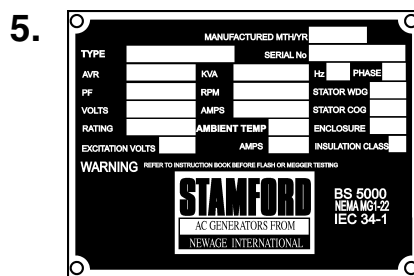 5.
MANUFACTURED MTH/YR
TYPE SERIAL No
AVR KVA Hz PHASE
PF RPM STATOR WDG
VOLTS AMPS STATOR COG
RATING AMBIENT TEMP ENCLOSURE
EXCITATION VOLTS AMPS INSULATION CLASS
WARNING REFER TO INSTRUCTION BOOK BEFORE FLASH OR MEGGER TESTING
STAMFORD
AC GENERATORS FROM
NEWAGE INTERNATIONAL
BS 5000
NEMA MG1-22
IEC 34-1